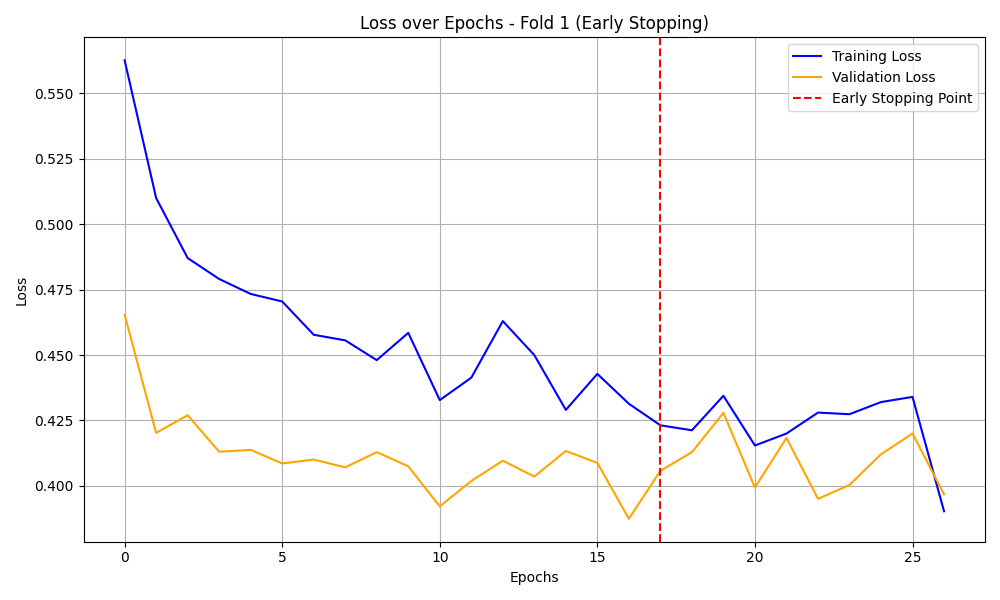 Loss over Epochs - Fold 1 (Early Stopping)
Training Loss
Validation Loss
Early Stopping Point
0.550
0.525
0.500
0.475
0.450
0.425
0.400
Loss
0 5 10 15 20 25
Epochs